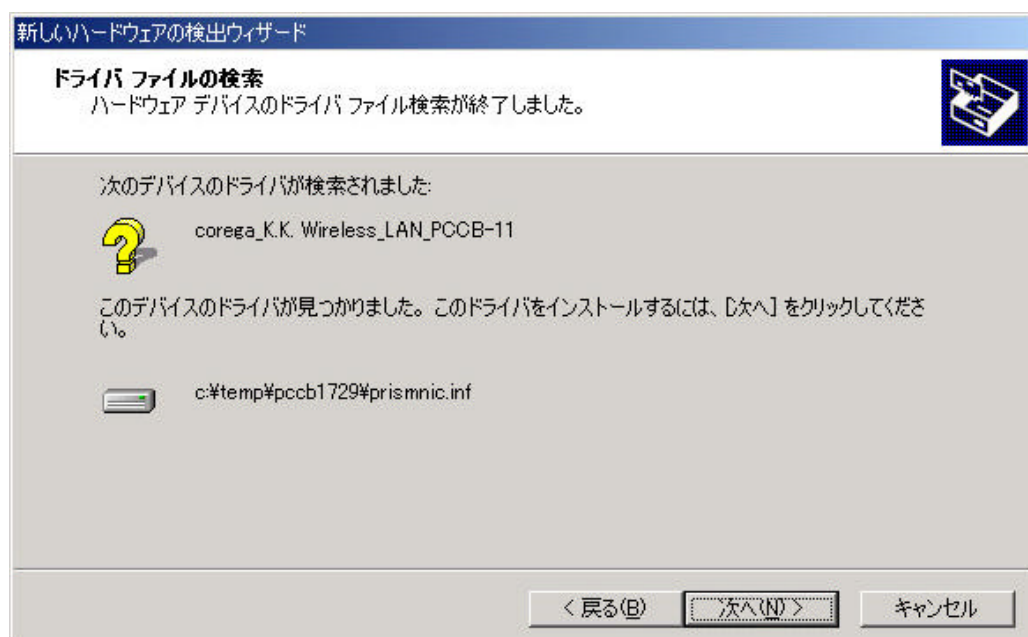 新しいハードウェアの検出ウィザード
ドライバ ファイルの検索
ハードウェア デバイスのドライバ ファイル検索が終了しました。
次のデバイスのドライバが検索されました:
corega_K.K. Wireless_LAN_PCCB-11
このデバイスのドライバが見つかりました。このドライバをインストールするには、[次へ] をクリックしてくださ
い。
c:¥temp¥pccb1729¥prismnic.inf
< 戻る(B) 次へ(N) > キャンセル